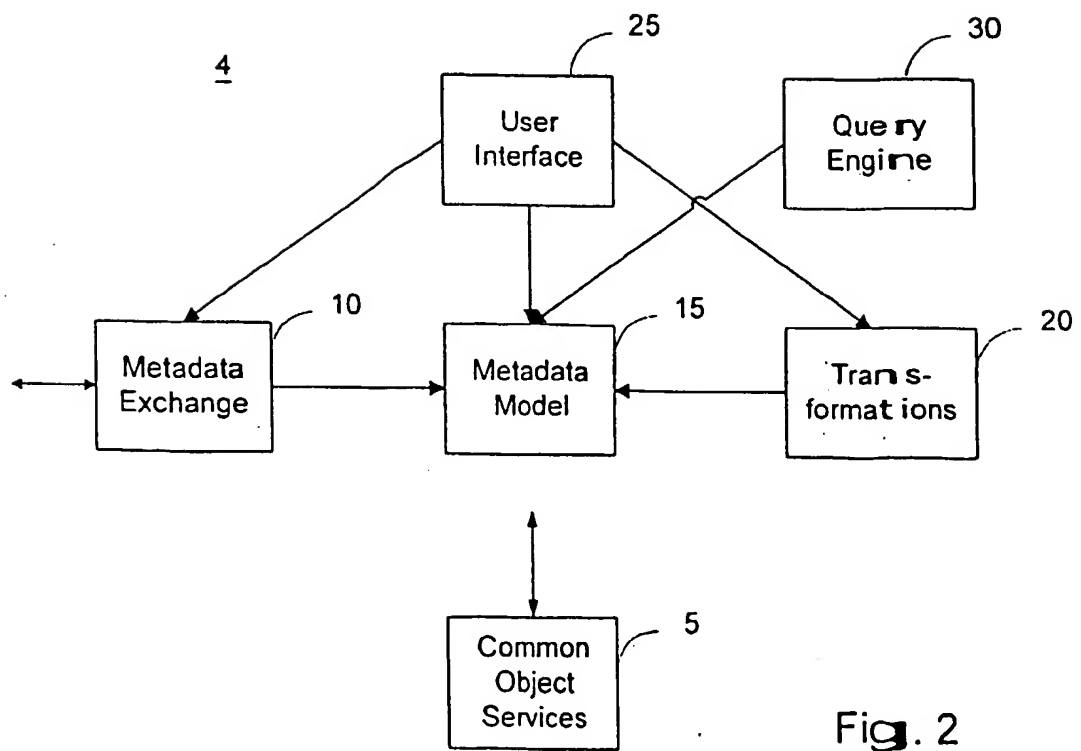 4
25
30
User
Interface
Query
Engine
10
15
20
Metadata
Exchange
Metadata
Model
Trans-
formations
5
Common
Object
Services
Fig. 2